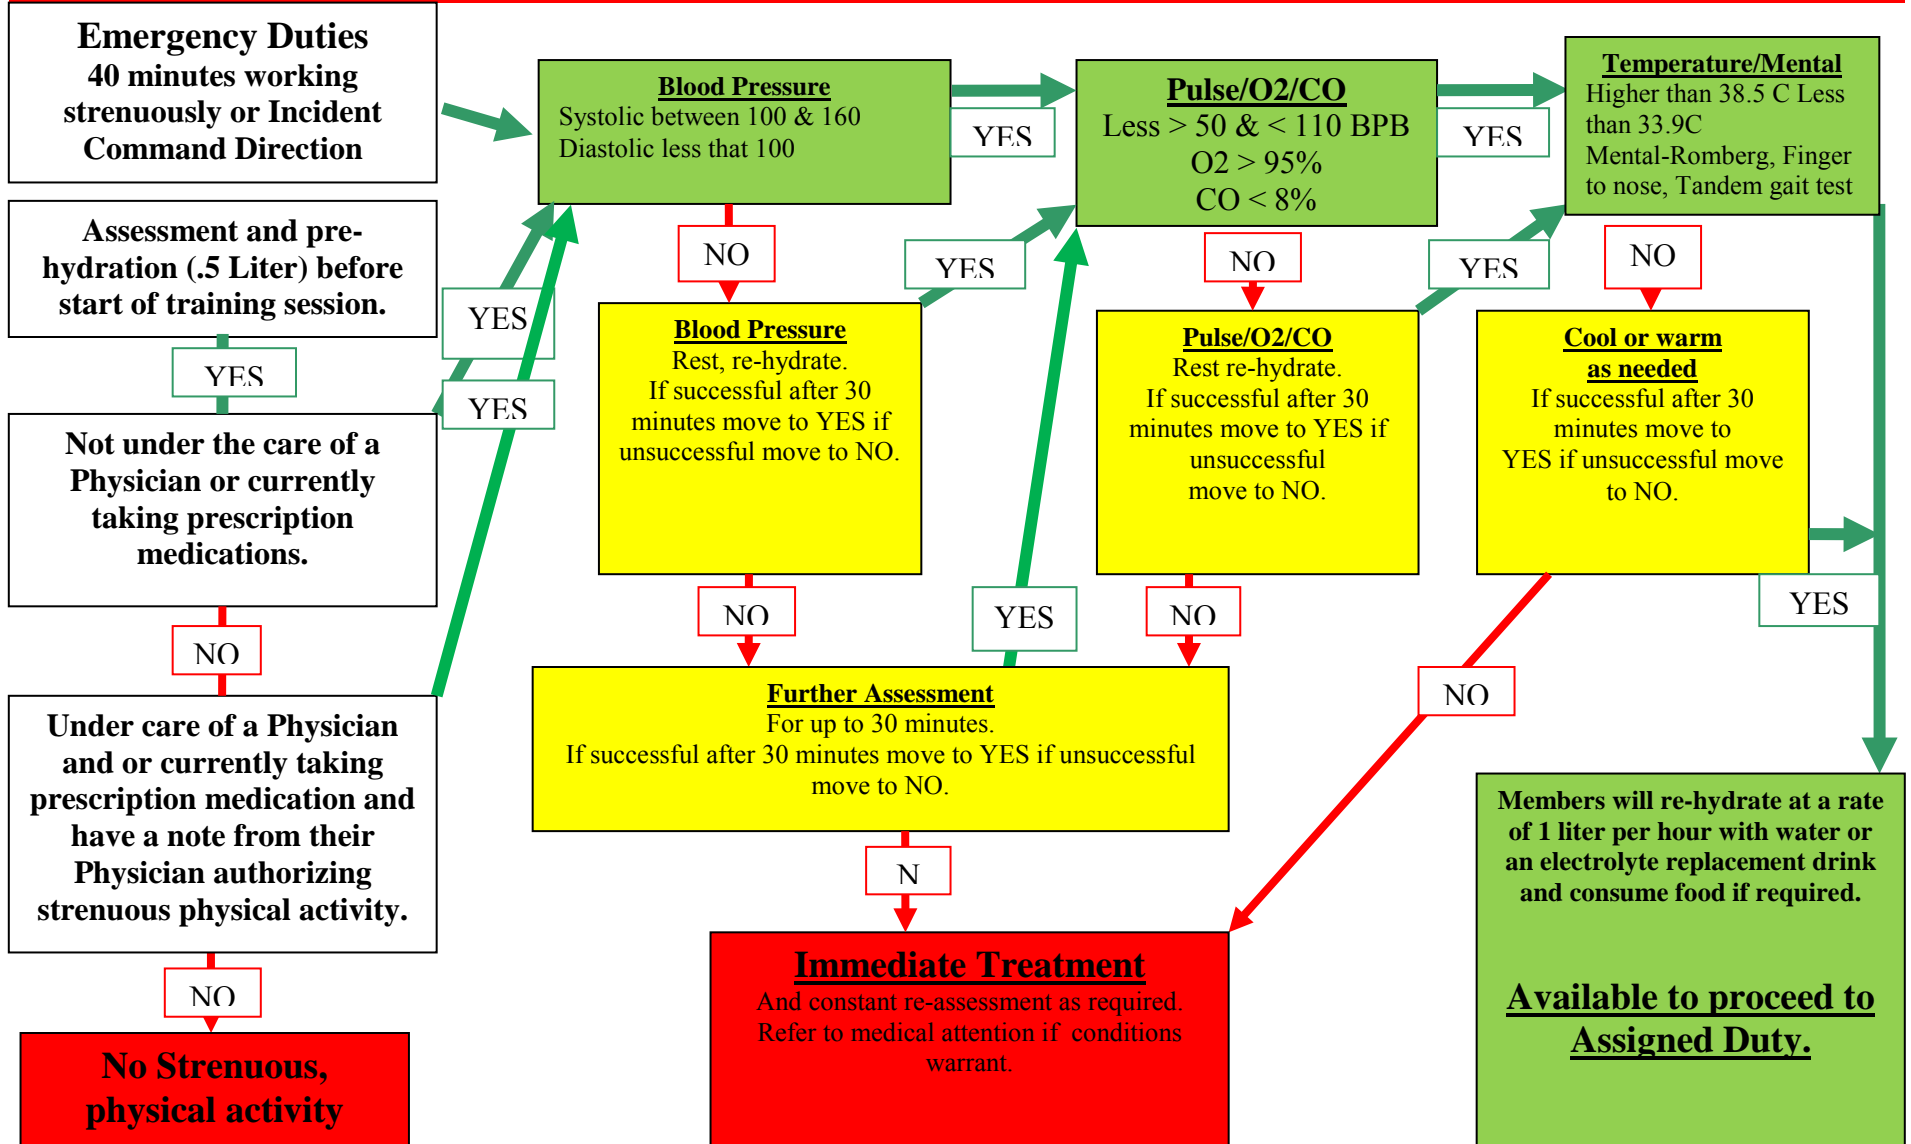 Emergency Duties
40 minutes working
strenuously or Incident
Command Direction
Assessment and pre-
hydration (.5 Liter) before
start of training session.
YES
Not under the care of a
Physician or currently
taking prescription
medications.
NO
Under care of a Physician
and or currently taking
prescription medication and
have a note from their
Physician authorizing
strenuous physical activity.
NO
No Strenuous,
physical activity
YES
YES
Blood Pressure
Systolic between 100 & 160
Diastolic less that 100
YES
NO
Blood Pressure
Rest, re-hydrate.
If successful after 30
minutes move to YES if
unsuccessful move to NO.
YES
NO
Pulse/O2/CO
Less > 50 & < 110 BPB
O2 > 95%
CO < 8%
YES
NO
Pulse/O2/CO
Rest re-hydrate.
If successful after 30
minutes move to YES if
unsuccessful
move to NO.
YES
NO
Temperature/Mental
Higher than 38.5 C Less
than 33.9C
Mental-Romberg, Finger
to nose, Tandem gait test
NO
Cool or warm
as needed
If successful after 30
minutes move to
YES if unsuccessful move
to NO.
YES
NO
Further Assessment
For up to 30 minutes.
If successful after 30 minutes move to YES if unsuccessful
move to NO.
YES
N
Immediate Treatment
And constant re-assessment as required.
Refer to medical attention if conditions
warrant.
Members will re-hydrate at a rate
of 1 liter per hour with water or
an electrolyte replacement drink
and consume food if required.
Available to proceed to
Assigned Duty.